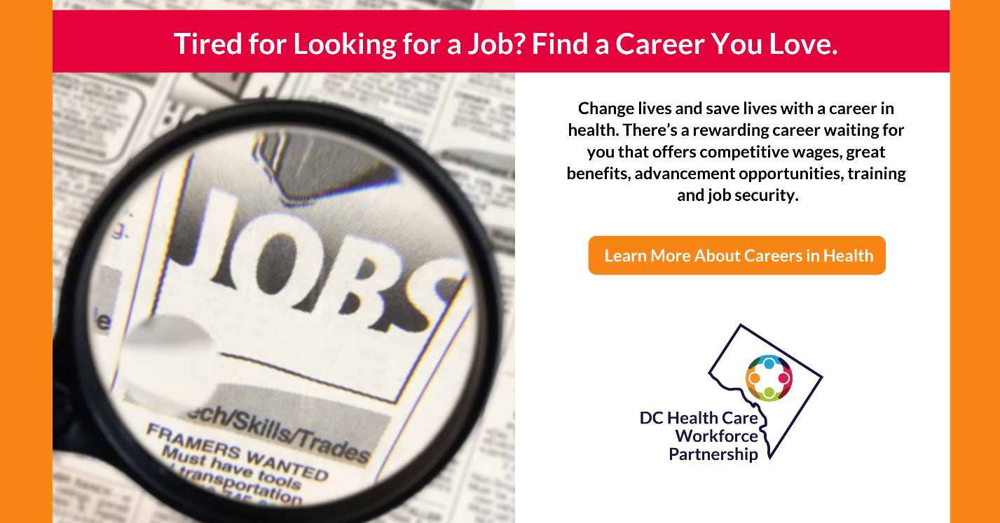 Tired for Looking for a Job? Find a Career You Love.
JOBS
e
ech/Skills/Trades
FRAMERS WANTED
Must have tools
transportation
Change lives and save lives with a career in
health. There's a rewarding career waiting for
you that offers competitive wages, great
benefits, advancement opportunities, training
and job security.
Learn More About Careers in Health
DC Health Care
Workforce
Partnership